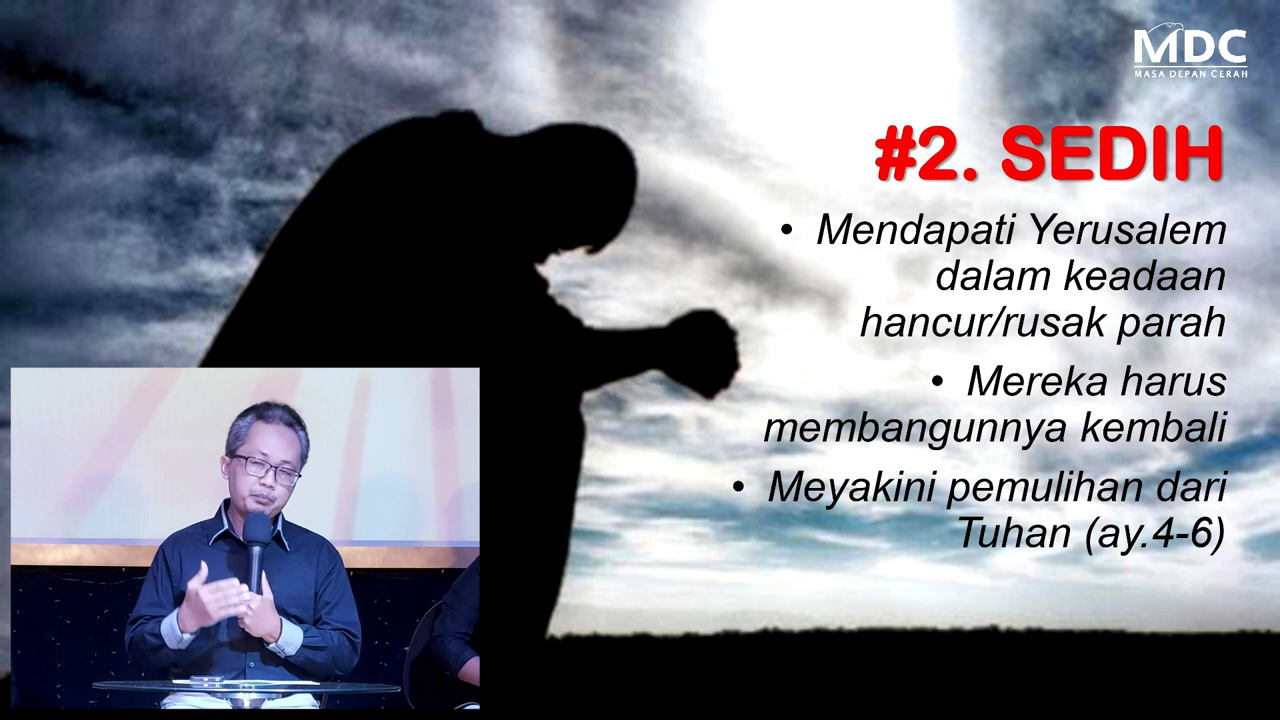 MDC
MASA DEPAN CERAH
#2. SEDIH
• Mendapati Yerusalem
dalam keadaan
hancur/rusak parah
• Mereka harus
membangunnya kembali
• Meyakini pemulihan dari
Tuhan (ay.4-6)